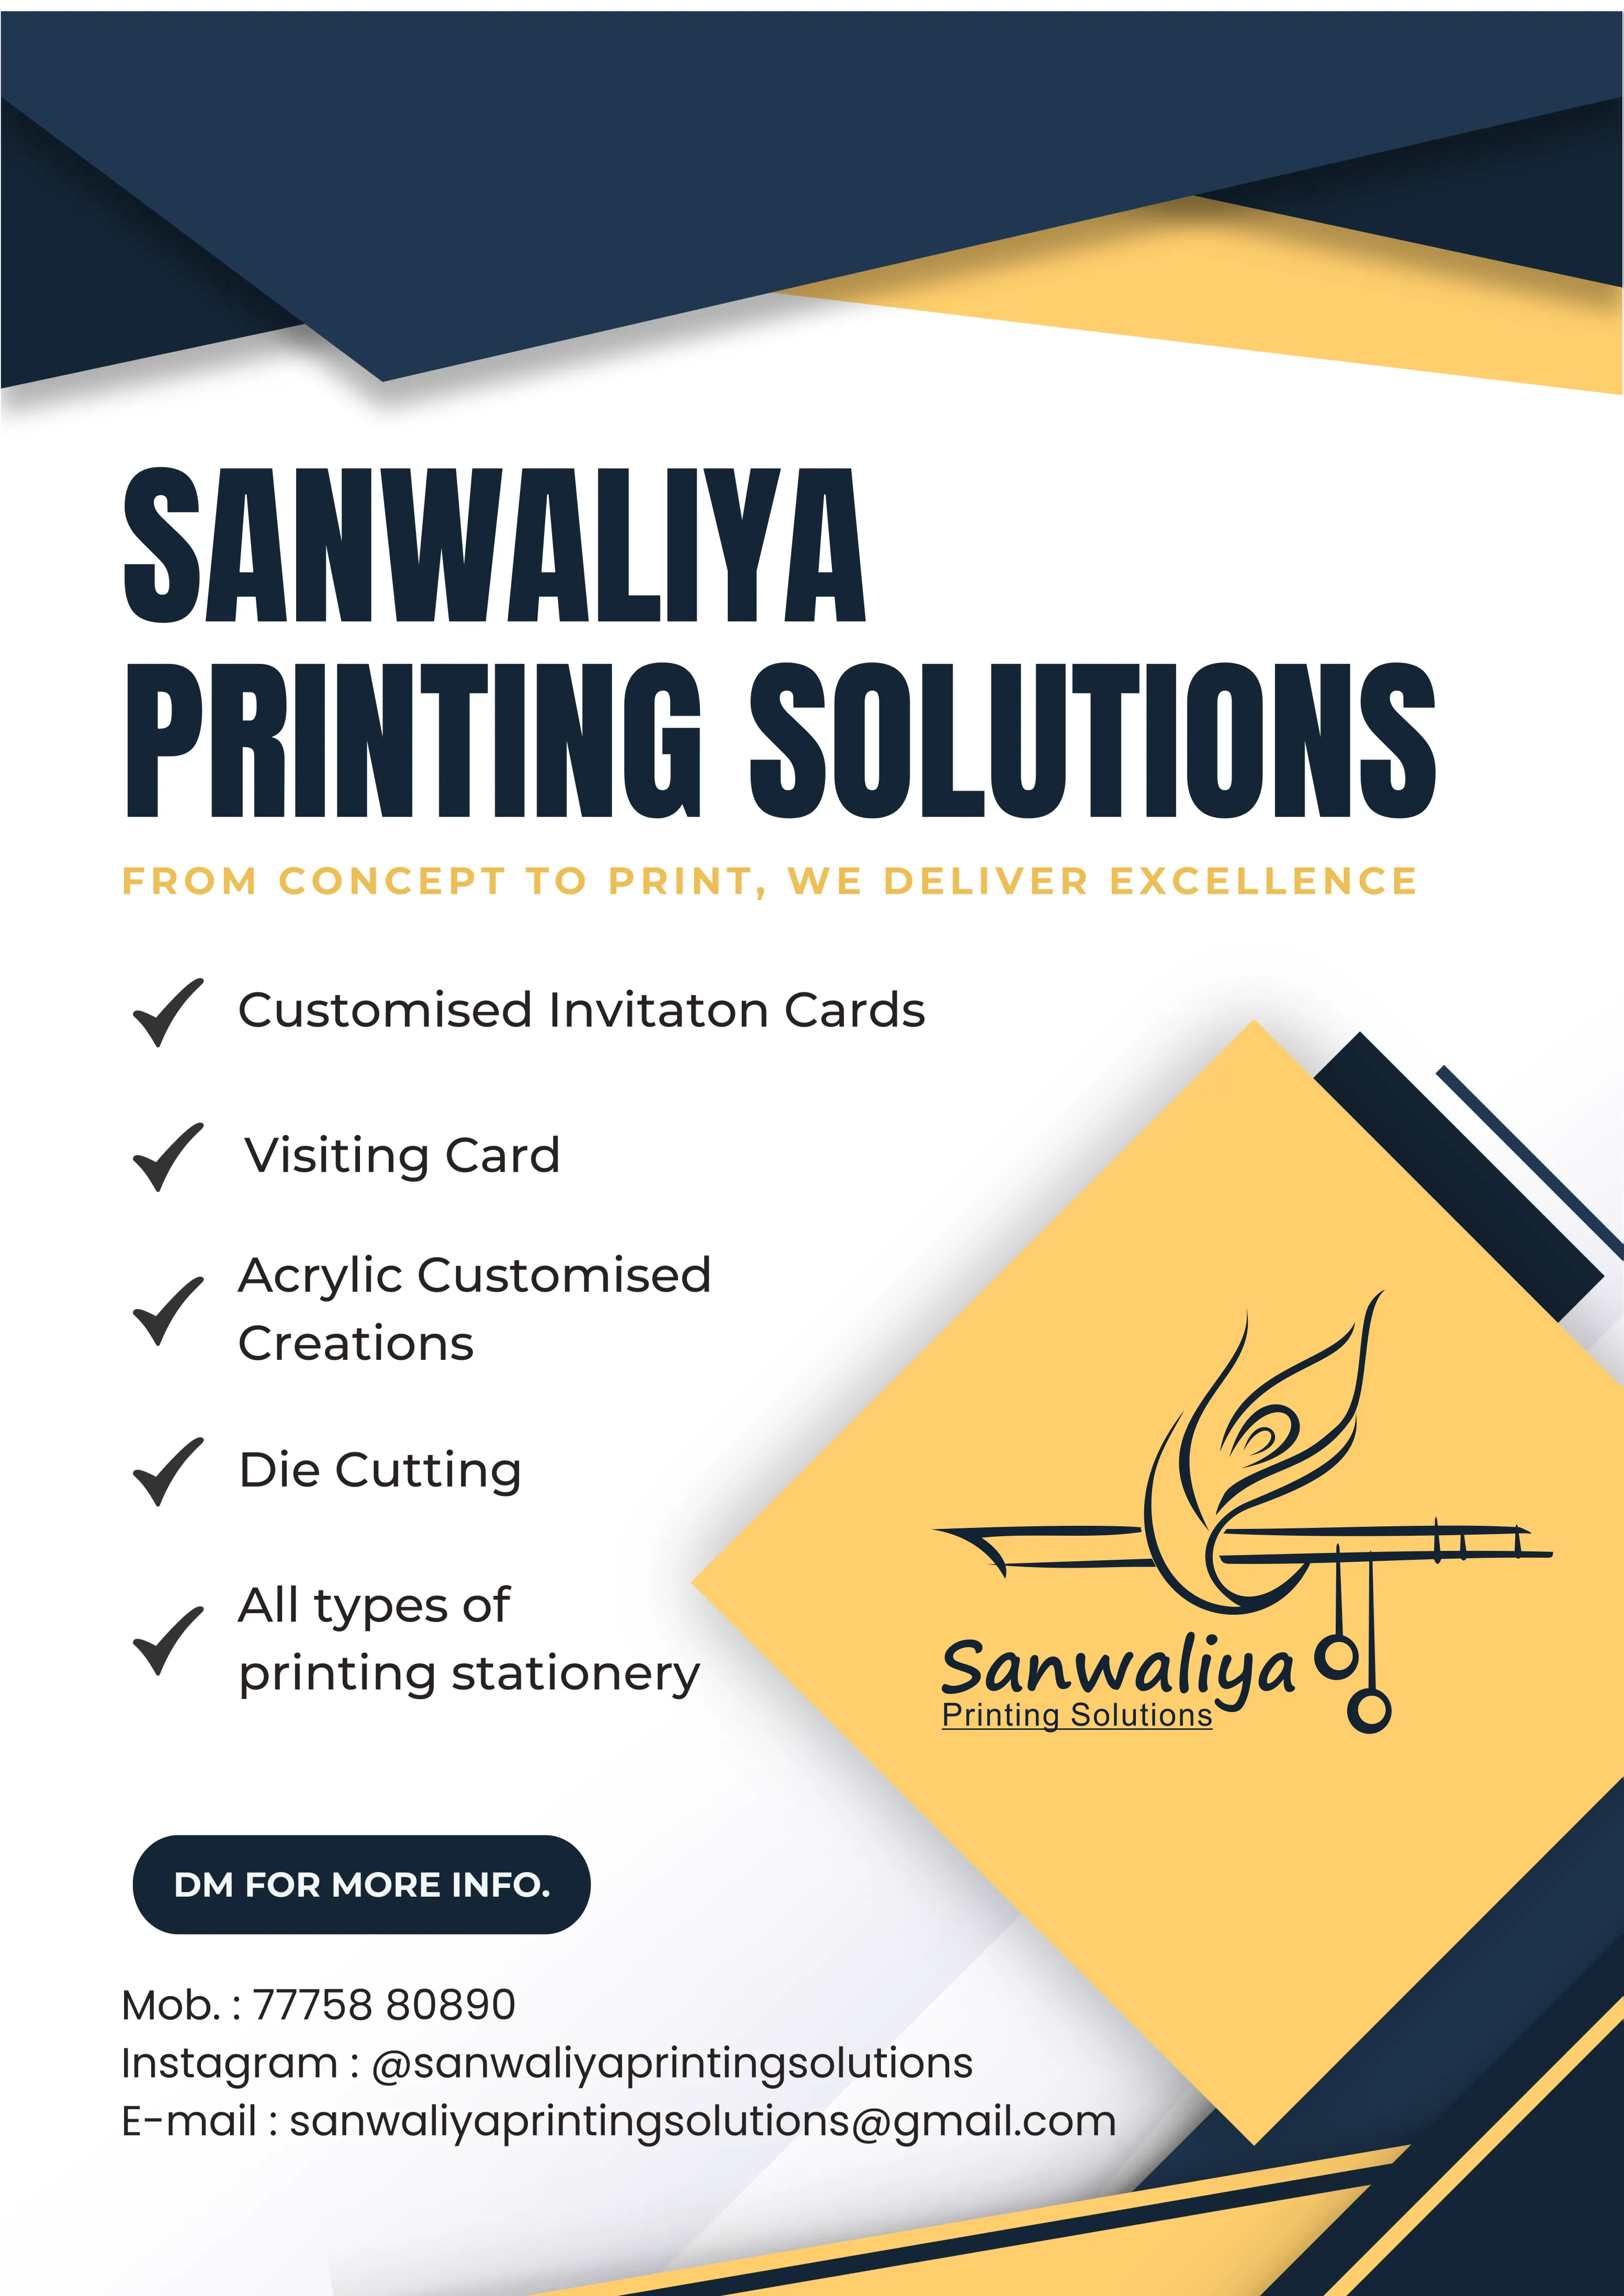 SANWALIYA
PRINTING SOLUTIONS
FROM CONCEPT TO PRINT, WE DELIVER EXCELLENCE
Customised Invitaton Cards
Visiting Card
Acrylic Customised
Creations
Die Cutting
All types of
printing stationery
Sanwaliya
Printing Solutions
DM FOR MORE INFO.
Mob. : 77758 80890
Instagram : @sanwaliyaprintingsolutions
E-mail : sanwaliyaprintingsolutions@gmail.com